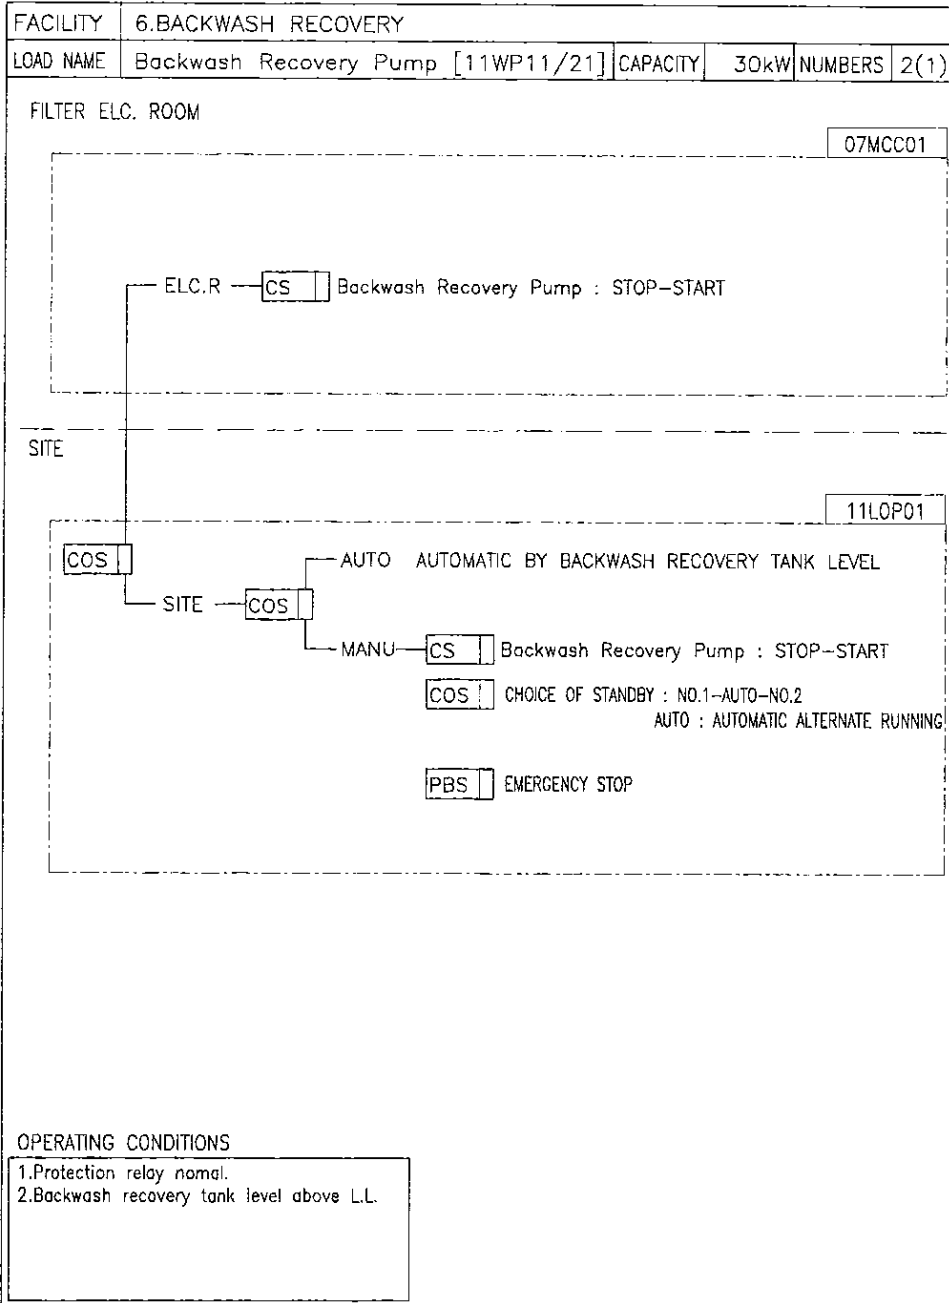 FACILITY 6.BACKWASH RECOVERY
LOAD NAME Backwash Recovery Pump [11WP11/21] CAPACITY 30kW NUMBERS 2(1)
FILTER ELC. ROOM
07MCC01
ELC.R CS Backwash Recovery Pump : STOP-START
SITE
11LOP01
COS AUTO AUTOMATIC BY BACKWASH RECOVERY TANK LEVEL
SITE COS
MANU CS Backwash Recovery Pump : STOP-START
COS CHOICE OF STANDBY : NO.1-AUTO-NO.2
AUTO : AUTOMATIC ALTERNATE RUNNING
PBS EMERGENCY STOP
OPERATING CONDITIONS
1.Protection relay nomal.
2.Backwash recovery tank level above L.L.